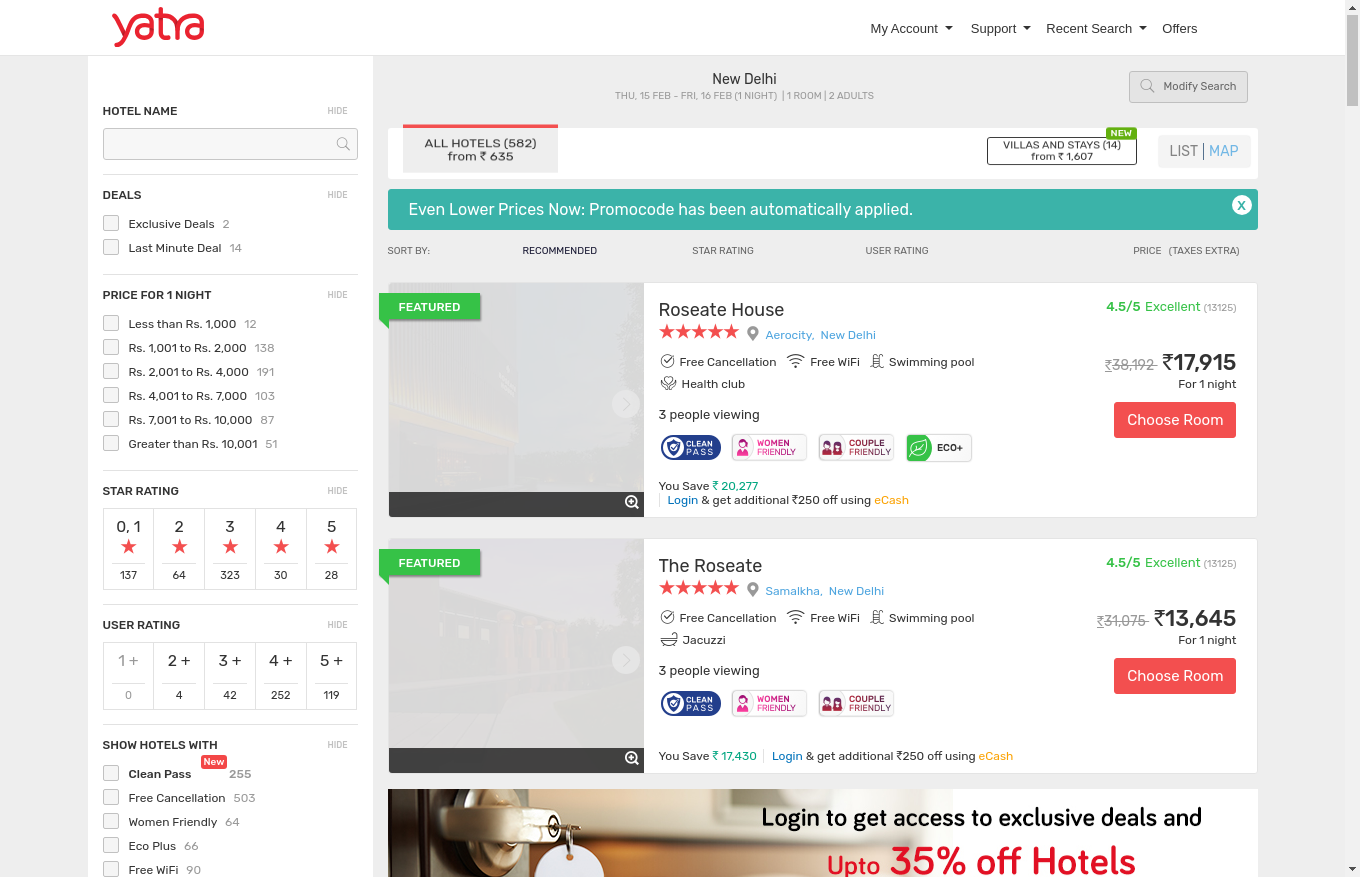 yatra
My Account
Support
Recent Search
Offers
New Delhi
THU, 15 FEB - FRI, 16 FEB (1 NIGHT) | 1 ROOM | 2 ADULTS
Modify Search
HOTEL NAME
HIDE
DEALS
HIDE
Exclusive Deals 2
Last Minute Deal 14
PRICE FOR 1 NIGHT
HIDE
Less than Rs. 1,000 12
Rs. 1,001 to Rs. 2,000 138
Rs. 2,001 to Rs. 4,000 191
Rs. 4,001 to Rs. 7,000 103
Rs. 7,001 to Rs. 10,000 87
Greater than Rs. 10,001 51
STAR RATING
HIDE
0, 1 2 3 4 5
137 64 323 30 28
USER RATING
HIDE
1 + 2 + 3 + 4 + 5 +
0 4 42 252 119
SHOW HOTELS WITH
HIDE
New
Clean Pass 255
Free Cancellation 503
Women Friendly 64
Eco Plus 66
Free WiFi 90
ALL HOTELS (582)
from ₹ 635
NEW
VILLAS AND STAYS (14)
from ₹ 1,607
LIST | MAP
Even Lower Prices Now: Promocode has been automatically applied.
X
SORT BY: RECOMMENDED STAR RATING USER RATING PRICE (TAXES EXTRA)
FEATURED
Roseate House
4.5/5 Excellent (13125)
Aerocity, New Delhi
Free Cancellation Free WiFi Swimming pool
Health club
₹38,192 ₹17,915
For 1 night
3 people viewing
Choose Room
CLEAN
PASS
WOMEN
FRIENDLY
COUPLE
FRIENDLY
ECO+
You Save ₹ 20,277
Login & get additional ₹250 off using eCash
FEATURED
The Roseate
4.5/5 Excellent (13125)
Samalkha, New Delhi
Free Cancellation Free WiFi Swimming pool
Jacuzzi
₹31,075 ₹13,645
For 1 night
3 people viewing
Choose Room
CLEAN
PASS
WOMEN
FRIENDLY
COUPLE
FRIENDLY
You Save ₹ 17,430 Login & get additional ₹250 off using eCash
Login to get access to exclusive deals and
Upto 35% off Hotels